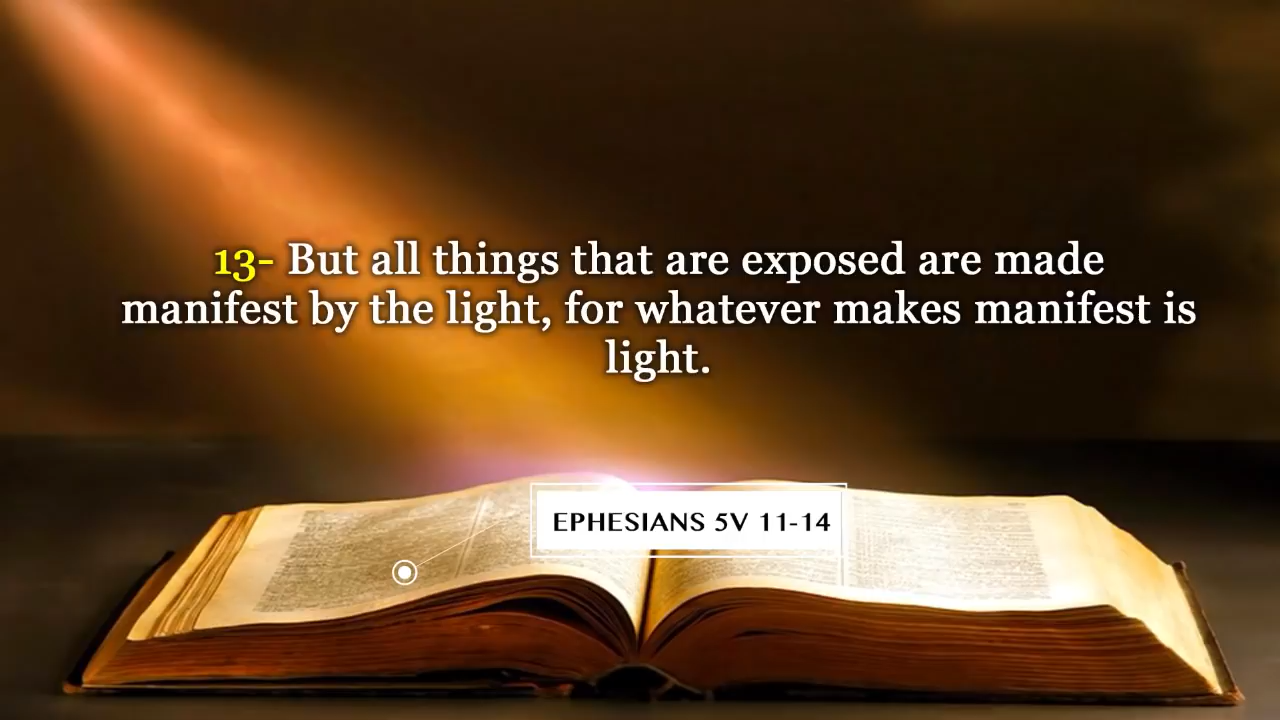 13- But all things that are exposed are made
manifest by the light, for whatever makes manifest is
light.
EPHESIANS 5V 11-14